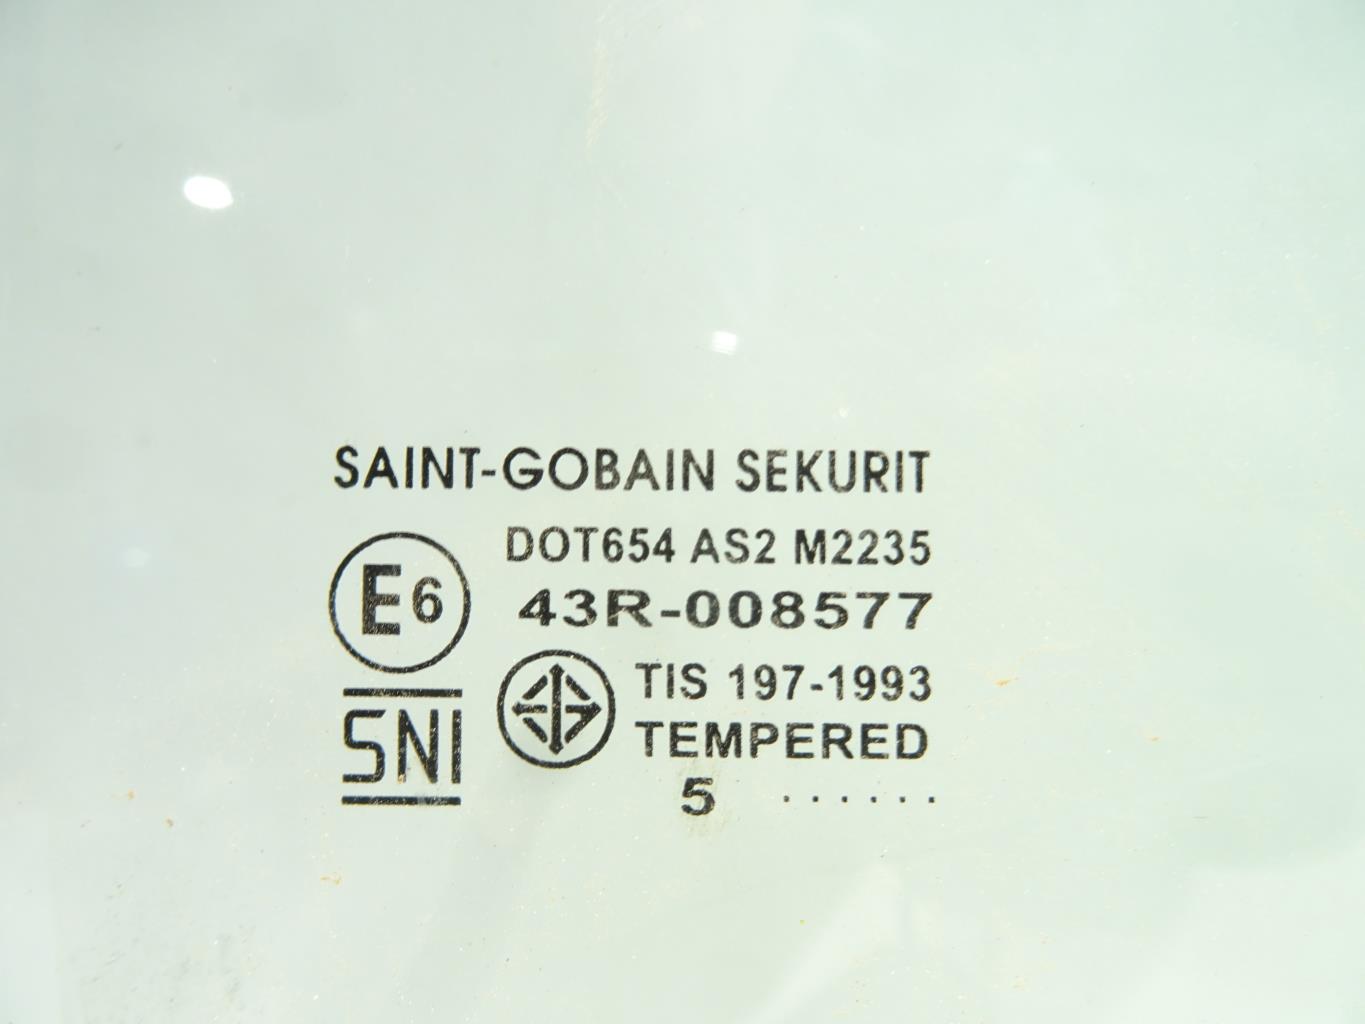 SAINT-GOBAIN SEKURIT
DOT654 AS2 M2235
E6
43R-008577
TIS 197-1993
SNI
TEMPERED
5 ......